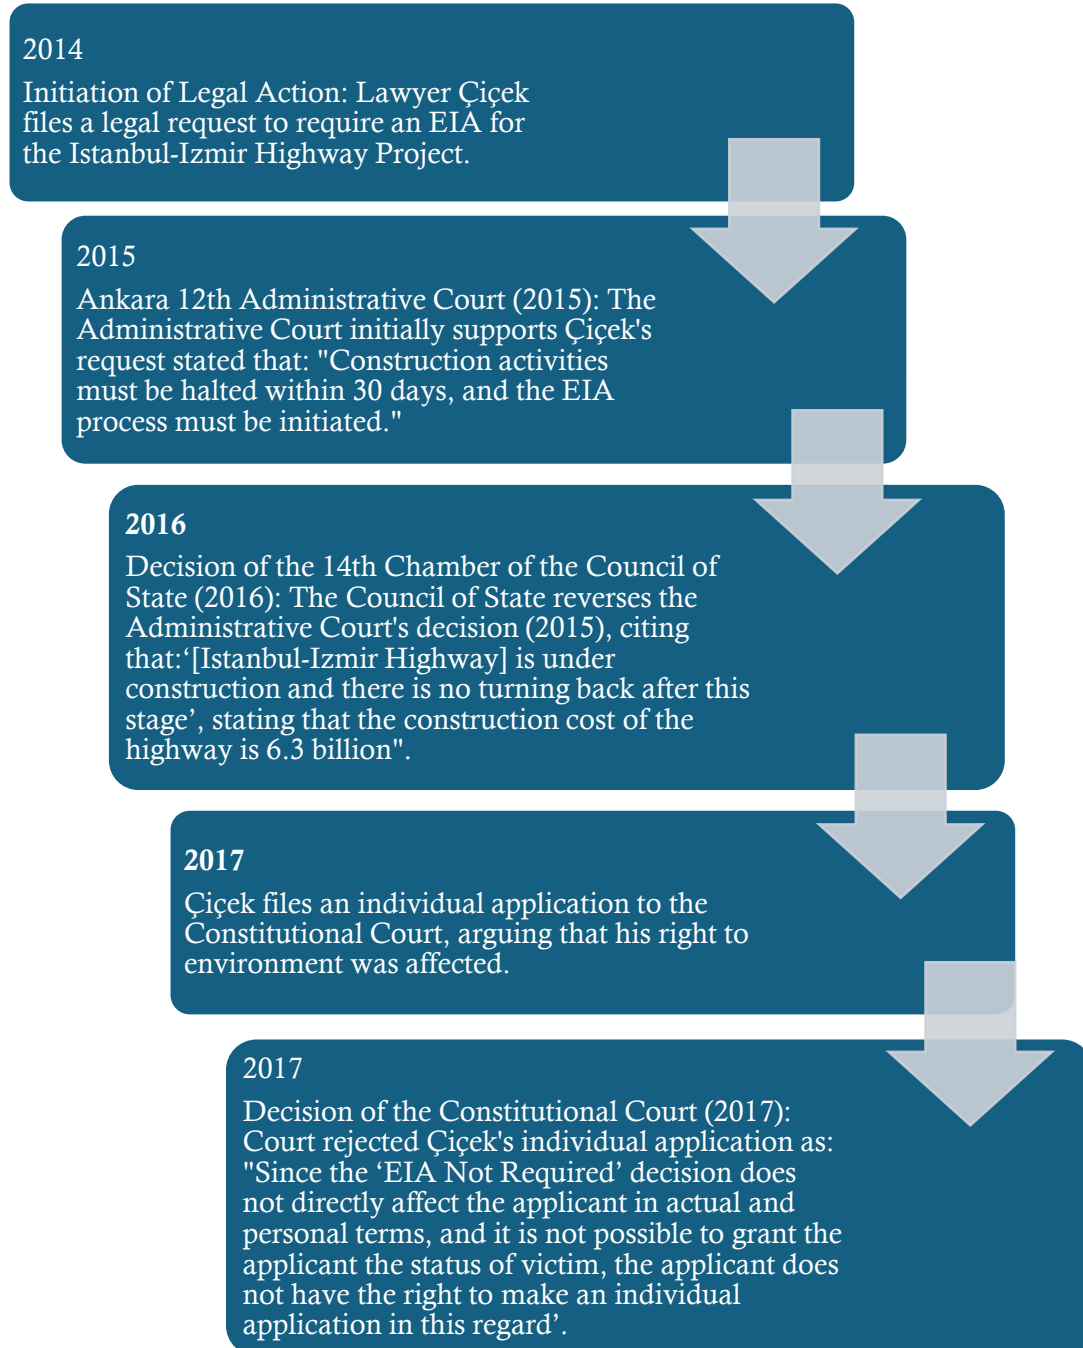 2014
Initiation of Legal Action: Lawyer Çiçek
files a legal request to require an EIA for
the Istanbul-Izmir Highway Project.
2015
Ankara 12th Administrative Court (2015): The
Administrative Court initially supports Çiçek's
request stated that: "Construction activities
must be halted within 30 days, and the EIA
process must be initiated."
2016
Decision of the 14th Chamber of the Council of
State (2016): The Council of State reverses the
Administrative Court's decision (2015), citing
that:‘[Istanbul-Izmir Highway] is under
construction and there is no turning back after this
stage’, stating that the construction cost of the
highway is 6.3 billion".
2017
Çiçek files an individual application to the
Constitutional Court, arguing that his right to
environment was affected.
2017
Decision of the Constitutional Court (2017):
Court rejected Çiçek's individual application as:
"Since the ‘EIA Not Required’ decision does
not directly affect the applicant in actual and
personal terms, and it is not possible to grant the
applicant the status of victim, the applicant does
not have the right to make an individual
application in this regard’.